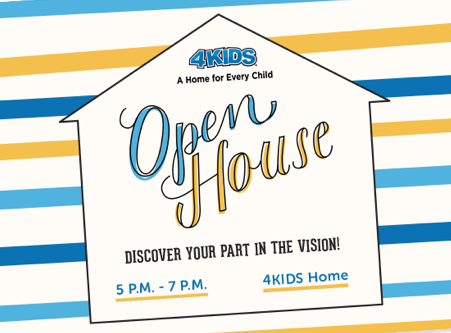 4KIDS
A Home for Every Child
Open
House
DISCOVER YOUR PART IN THE VISION!
5 P.M. - 7 P.M. 4KIDS Home